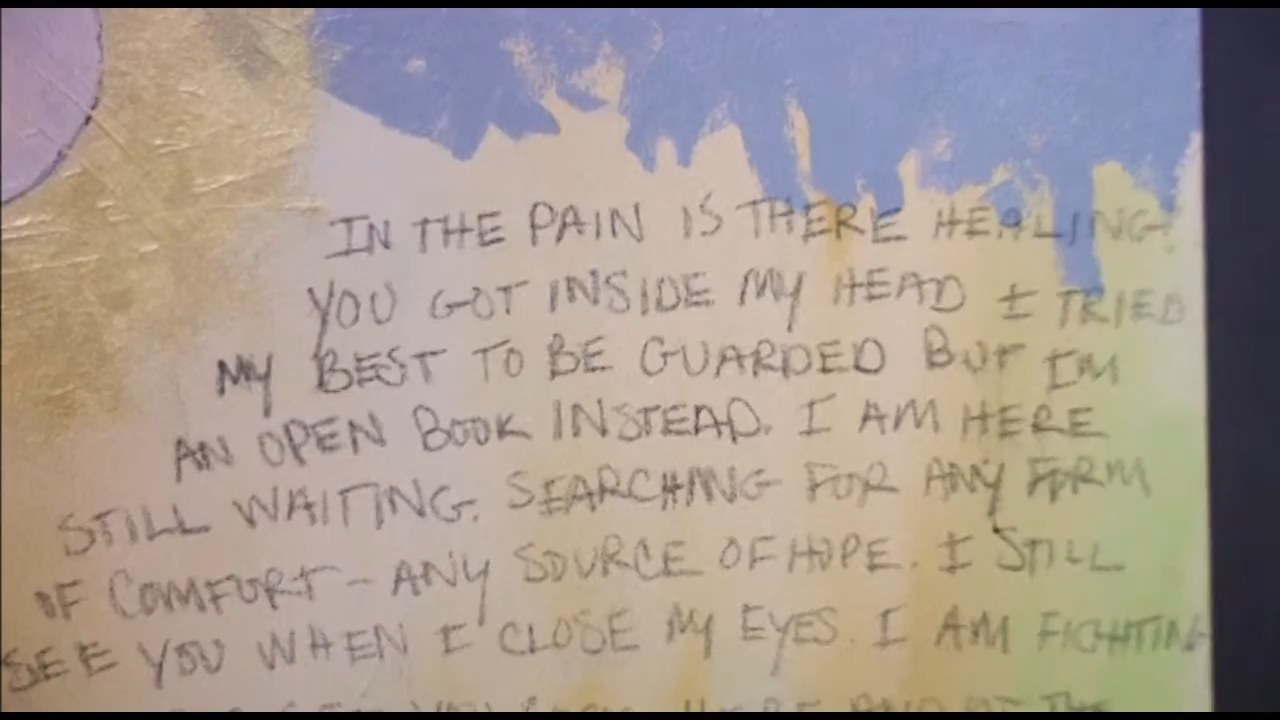 IN THE PAIN IS THERE HEALING?
YOU GOT INSIDE MY HEAD I TRIED
MY BEST TO BE GUARDED BUT IM
AN OPEN BOOK INSTEAD. I AM HERE
STILL WAITING. SEARCHING FOR ANY FORM
OF COMFORT - ANY SOURCE OF HOPE. I STILL
SEE YOU WHEN I CLOSE MY EYES. I AM FIGHTING